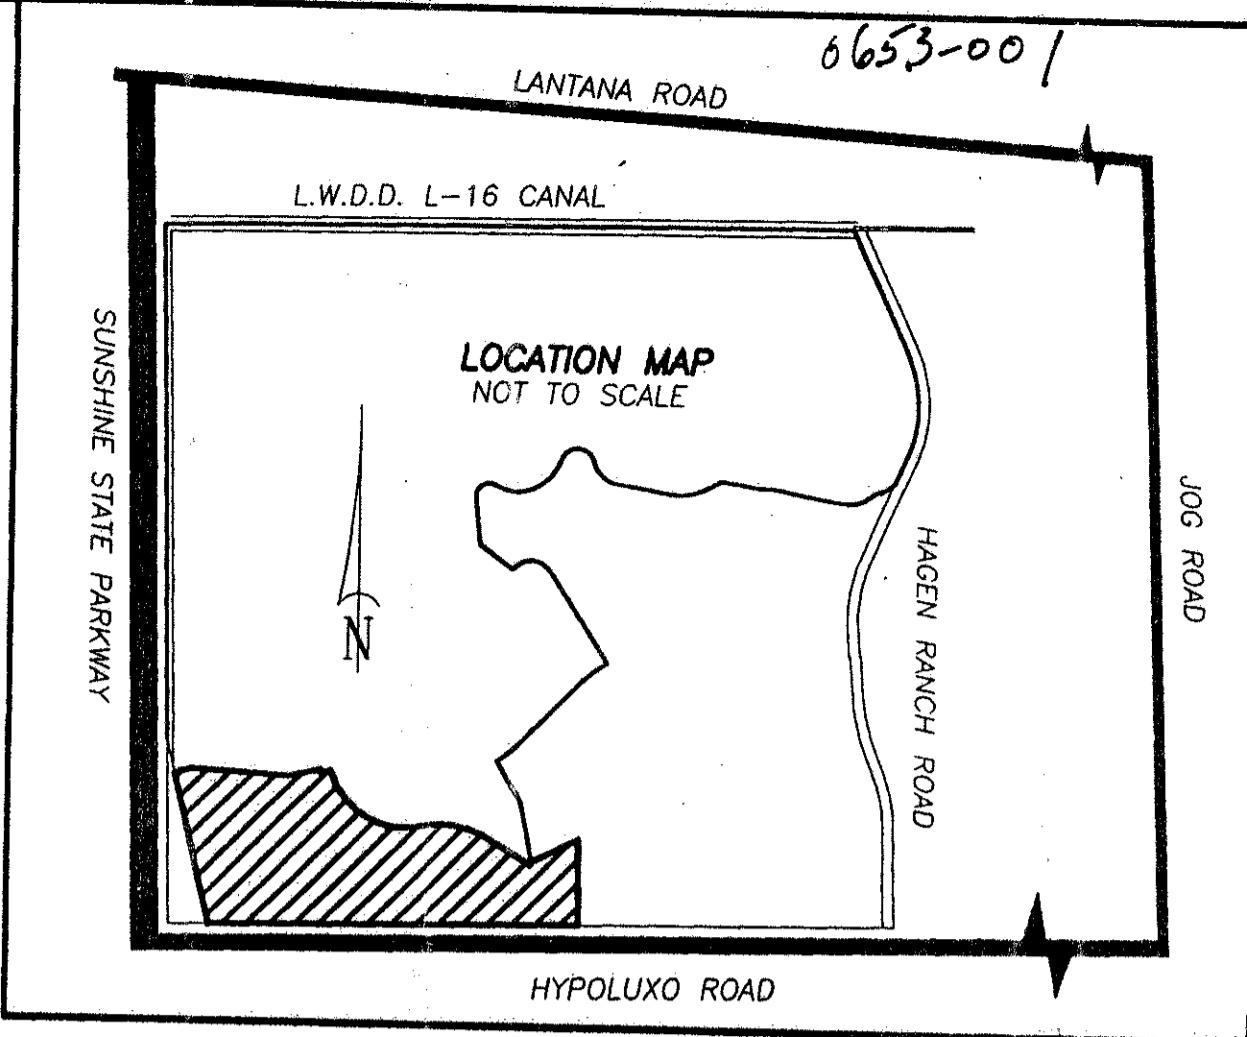 0653-001
LANTANA ROAD
L.W.D.D. L-16 CANAL
LOCATION MAP
NOT TO SCALE
SUNSHINE STATE PARKWAY
N
HAGEN RANCH ROAD
JOG ROAD
HYPOLUXO ROAD